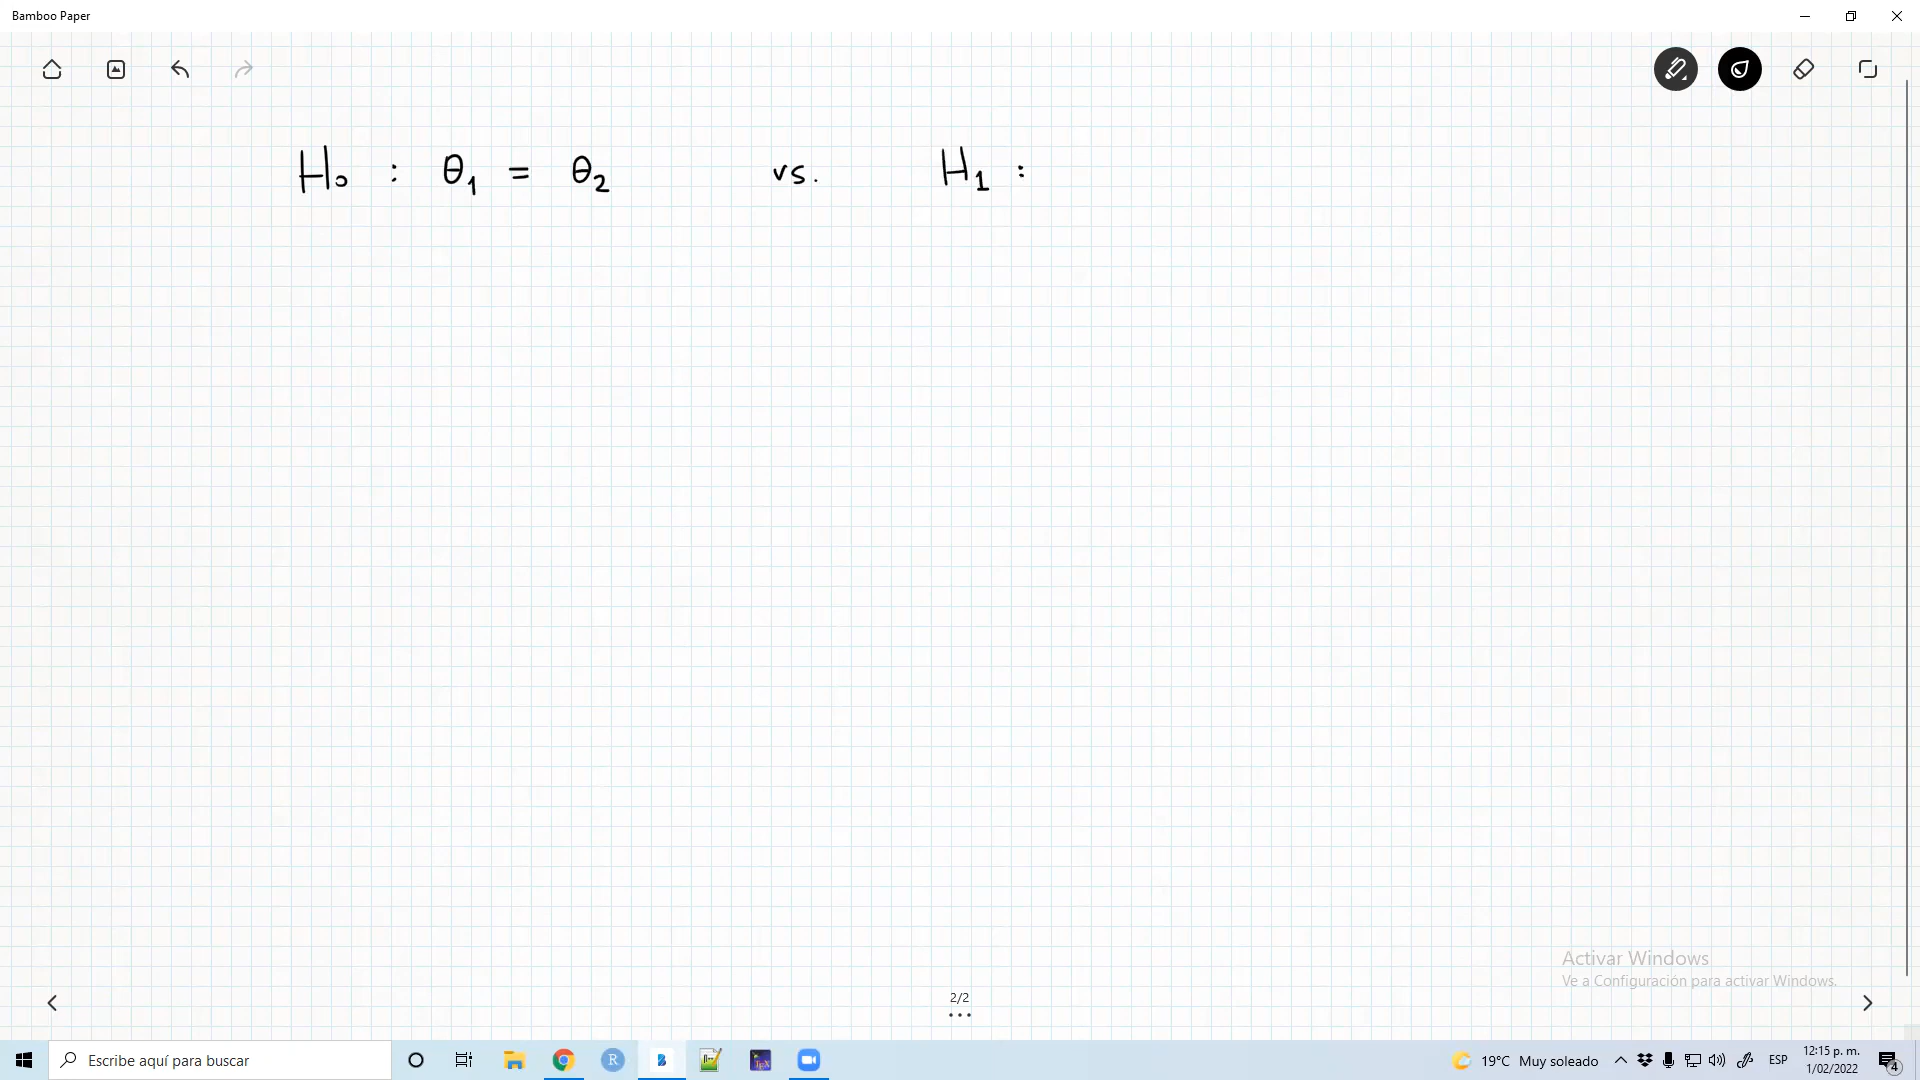 Bamboo Paper
H₀ : θ₁ = θ₂ vs. H₁ :
Activar Windows
Ve a Configuración para activar Windows.
2/2
Escribe aquí para buscar
19°C Muy soleado
ESP
12:15 p. m.
1/02/2022
4